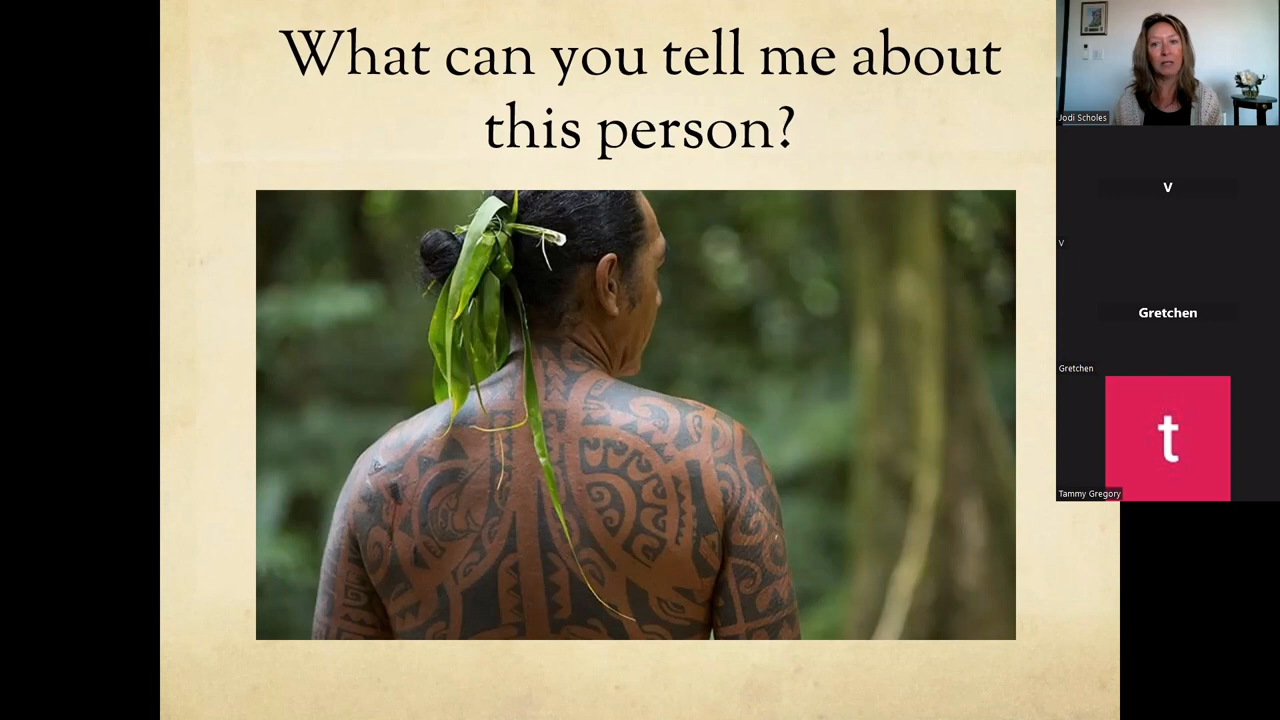 What can you tell me about
this person?
Jodi Scholes
V
V
Gretchen
Gretchen
t
Tammy Gregory